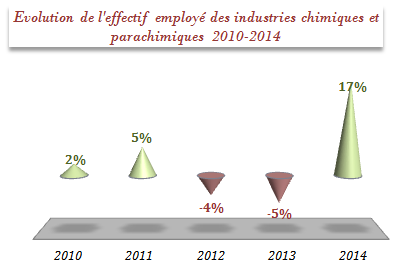 Evolution de l'effectif employé des industries chimiques et
parachimiques 2010-2014
2% 5% -4% -5% 17%
2010 2011 2012 2013 2014